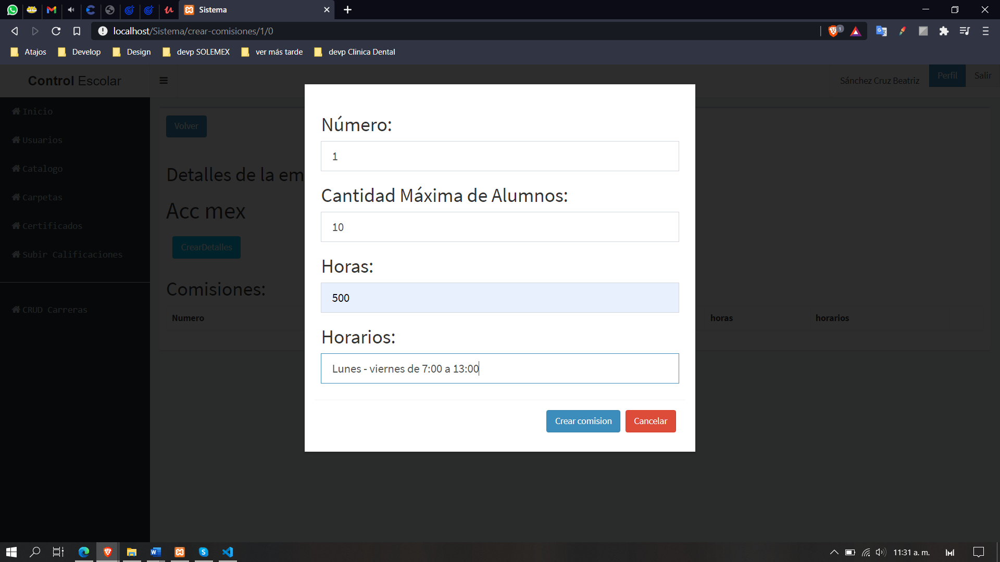 Sistema
localhost/Sistema/crear-comisiones/1/0
1
Atajos
Develop
Design
devp SOLEMEX
ver más tarde
devp Clinica Dental
Control Escolar
Sánchez Cruz Beatriz
Perfil
Salir
Inicio
Usuarios
Catalogo
Carpetas
Certificados
Subir Calificaciones
CRUD Carreras
Volver
Detalles de la em
Acc mex
CrearDetalles
Comisiones:
Numero
horas
horarios
Número:
1
Cantidad Máxima de Alumnos:
10
Horas:
500
Horarios:
Lunes - viernes de 7:00 a 13:00
Crear comision
Cancelar
11:31 a. m.